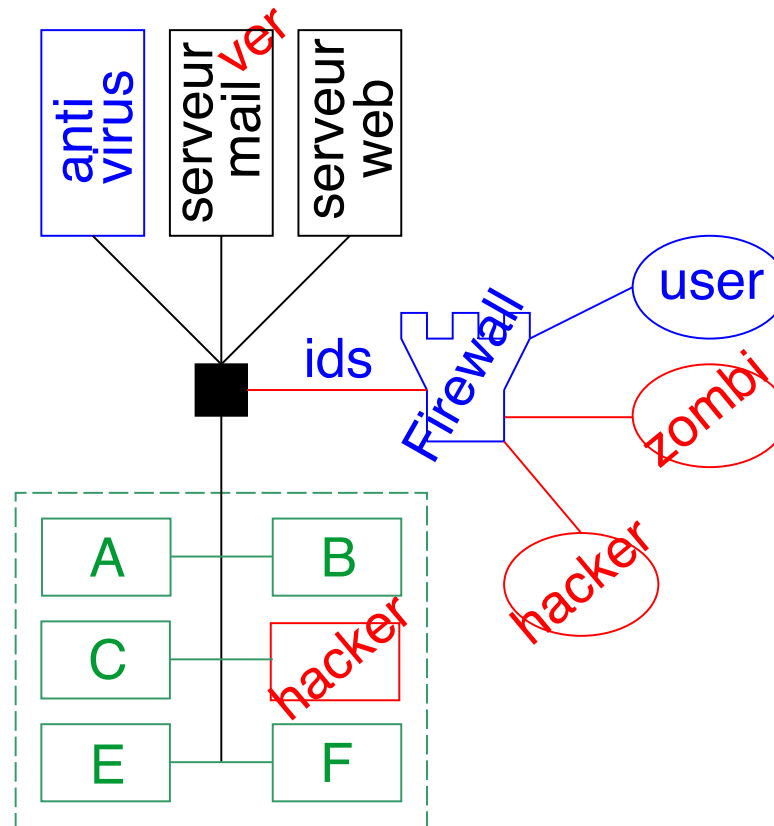 anti
virus
serveur
mail
ver
serveur
web
ids
Firewall
user
zombi
hacker
A
B
C
hacker
E
F